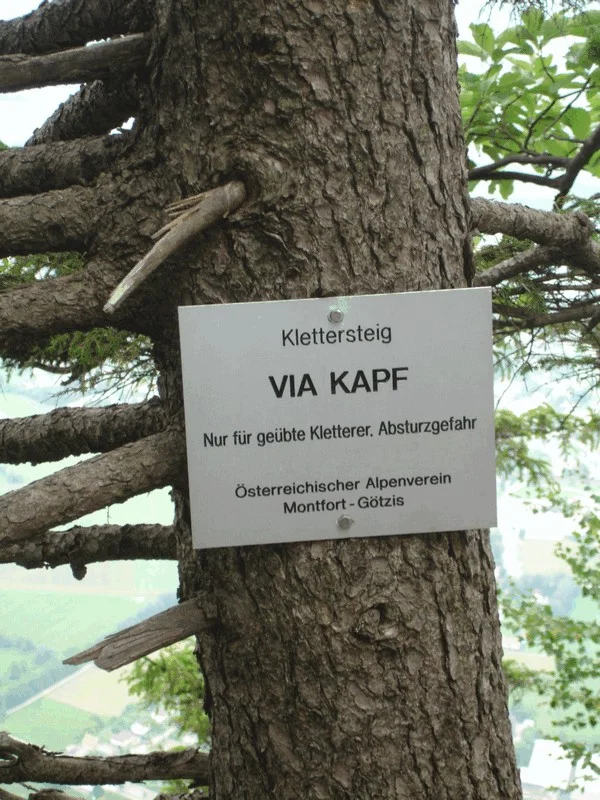 Klettersteig
VIA KAPF
Nur für geübte Kletterer. Absturzgefahr
Österreichischer Alpenverein
Montfort - Götzis